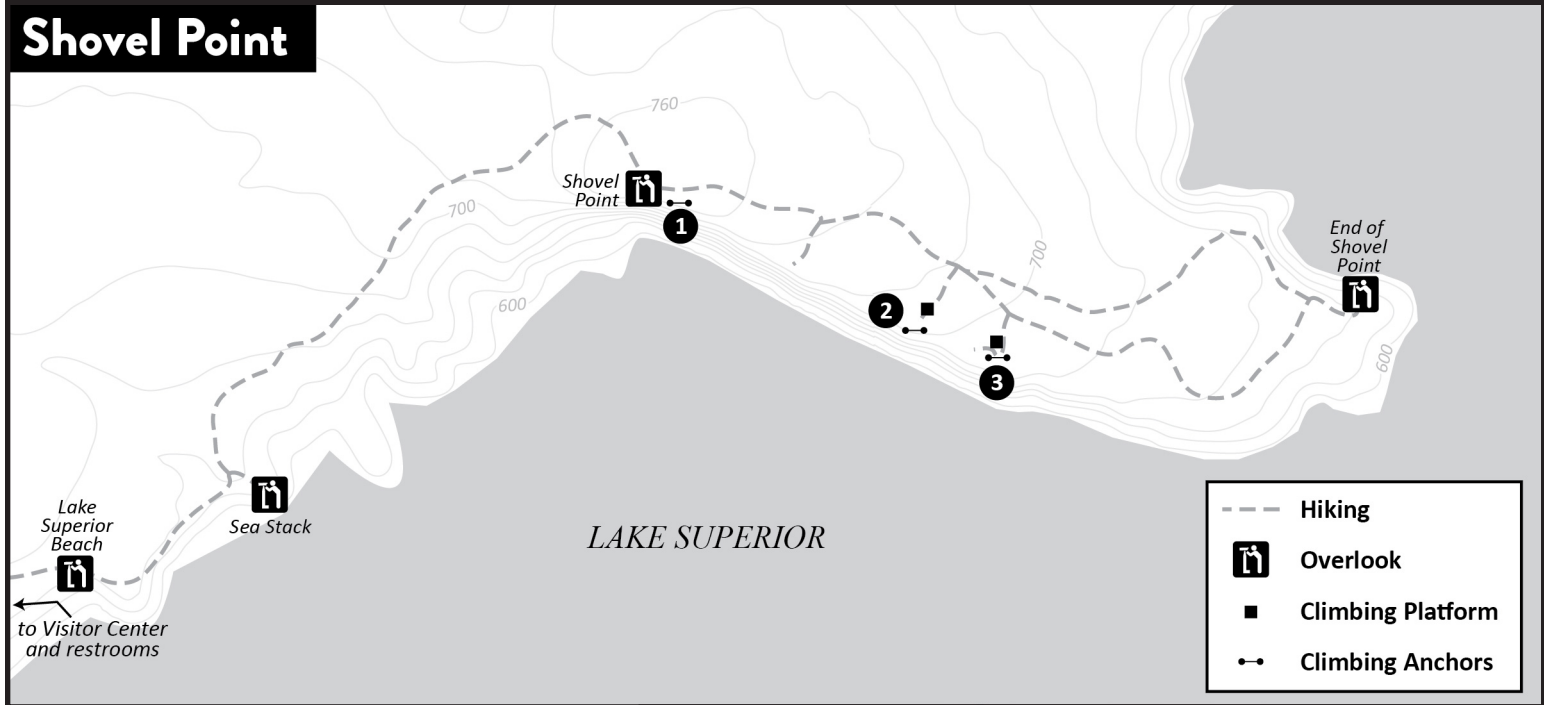 Shovel Point
760
Shovel
Point
700
1
600
End of
Shovel
Point
700
2
3
600
Lake
Superior
Beach
Sea Stack
LAKE SUPERIOR
to Visitor Center
and restrooms
Hiking
Overlook
Climbing Platform
Climbing Anchors